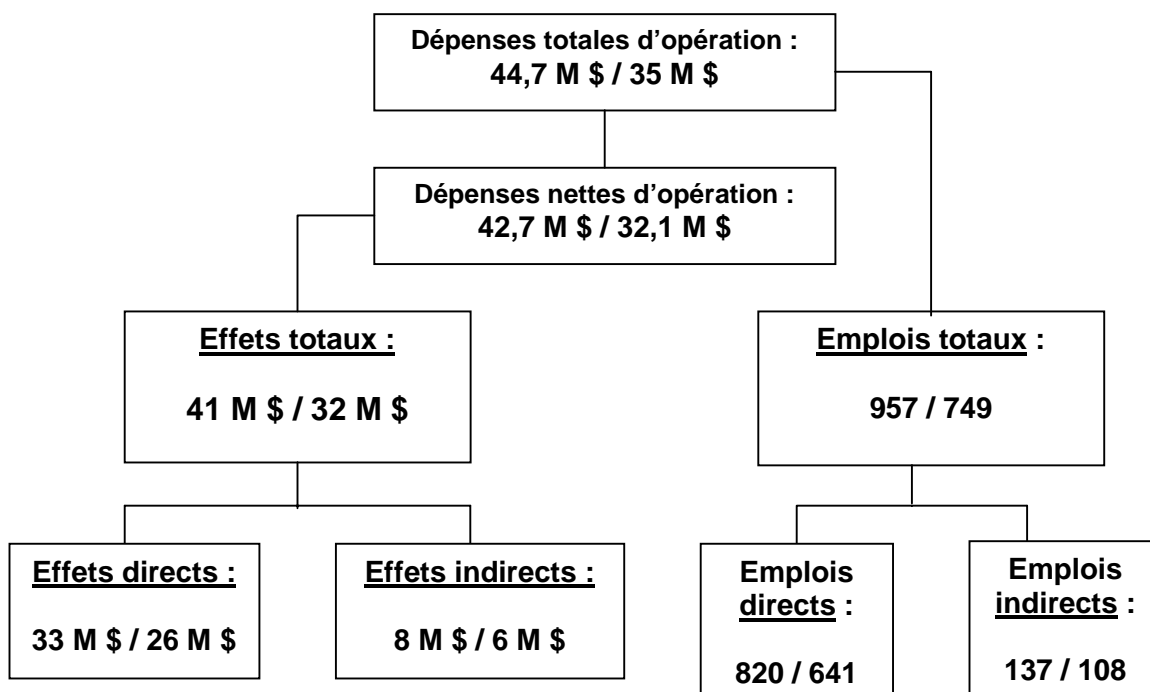 Dépenses totales d’opération :
44,7 M $ / 35 M $
Dépenses nettes d’opération :
42,7 M $ / 32,1 M $
Effets totaux :
41 M $ / 32 M $
Emplois totaux :
957 / 749
Effets directs :
33 M $ / 26 M $
Effets indirects :
8 M $ / 6 M $
Emplois
directs :
820 / 641
Emplois
indirects :
137 / 108